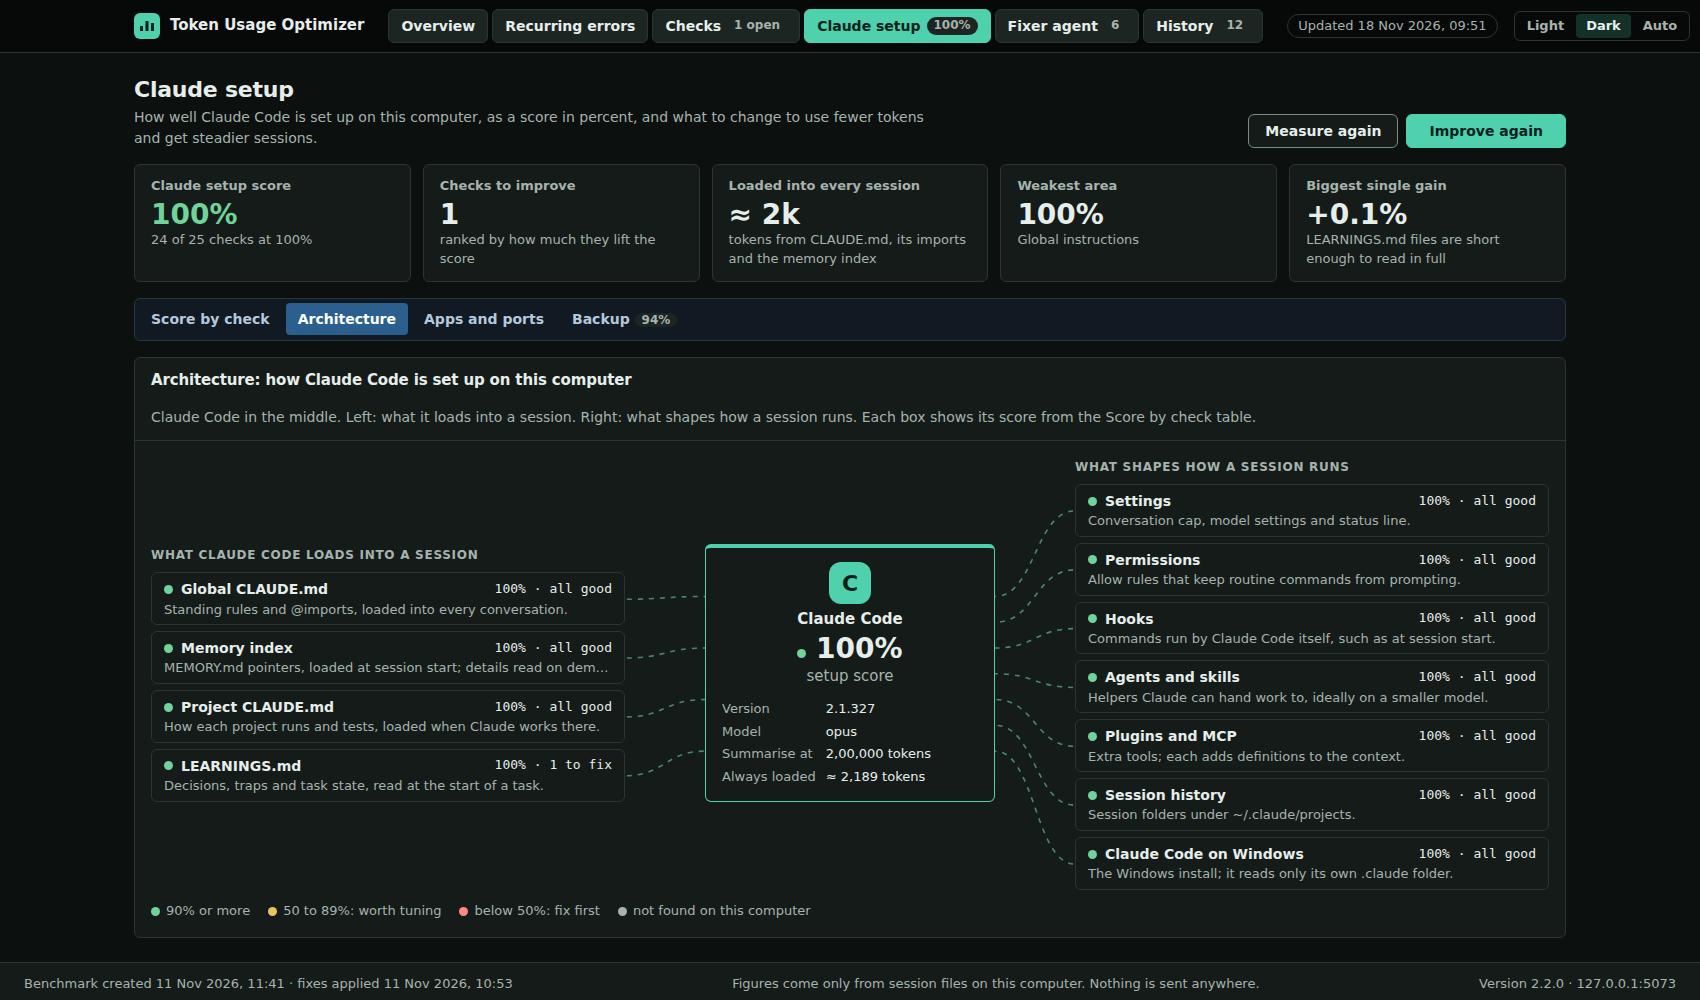 Token Usage Optimizer
Overview
Recurring errors
Checks 1 open
Claude setup 100%
Fixer agent 6
History 12
Updated 18 Nov 2026, 09:51
Light
Dark
Auto
Claude setup
How well Claude Code is set up on this computer, as a score in percent, and what to change to use fewer tokens
and get steadier sessions.
Measure again
Improve again
Claude setup score
100%
24 of 25 checks at 100%
Checks to improve
1
ranked by how much they lift the
score
Loaded into every session
≈ 2k
tokens from CLAUDE.md, its imports
and the memory index
Weakest area
100%
Global instructions
Biggest single gain
+0.1%
LEARNINGS.md files are short
enough to read in full
Score by check
Architecture
Apps and ports
Backup 94%
Architecture: how Claude Code is set up on this computer
Claude Code in the middle. Left: what it loads into a session. Right: what shapes how a session runs. Each box shows its score from the Score by check table.
WHAT CLAUDE CODE LOADS INTO A SESSION
Global CLAUDE.md 100% · all good
Standing rules and @imports, loaded into every conversation.
Memory index 100% · all good
MEMORY.md pointers, loaded at session start; details read on dem…
Project CLAUDE.md 100% · all good
How each project runs and tests, loaded when Claude works there.
LEARNINGS.md 100% · 1 to fix
Decisions, traps and task state, read at the start of a task.
C
Claude Code
100%
setup score
Version 2.1.327
Model opus
Summarise at 2,00,000 tokens
Always loaded ≈ 2,189 tokens
WHAT SHAPES HOW A SESSION RUNS
Settings 100% · all good
Conversation cap, model settings and status line.
Permissions 100% · all good
Allow rules that keep routine commands from prompting.
Hooks 100% · all good
Commands run by Claude Code itself, such as at session start.
Agents and skills 100% · all good
Helpers Claude can hand work to, ideally on a smaller model.
Plugins and MCP 100% · all good
Extra tools; each adds definitions to the context.
Session history 100% · all good
Session folders under ~/.claude/projects.
Claude Code on Windows 100% · all good
The Windows install; it reads only its own .claude folder.
90% or more
50 to 89%: worth tuning
below 50%: fix first
not found on this computer
Benchmark created 11 Nov 2026, 11:41 · fixes applied 11 Nov 2026, 10:53
Figures come only from session files on this computer. Nothing is sent anywhere.
Version 2.2.0 · 127.0.0.1:5073